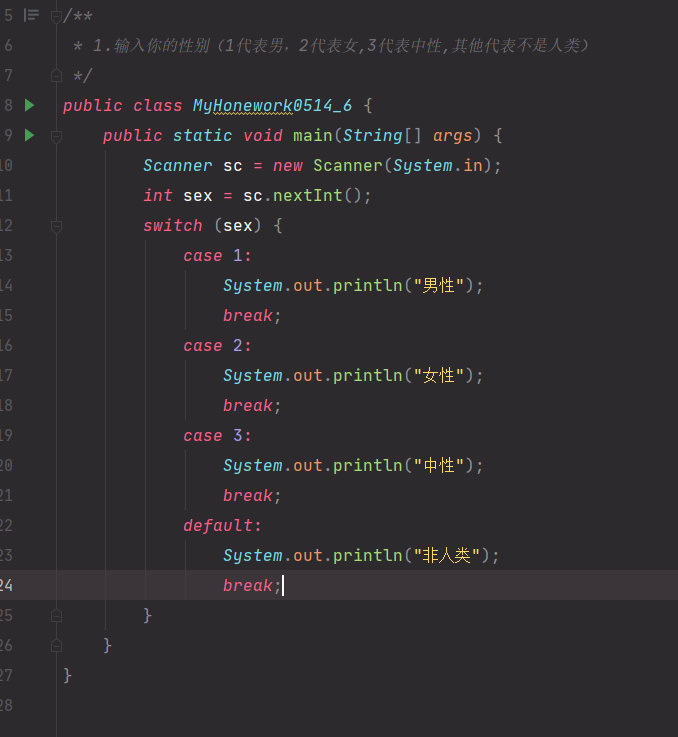 5 /**
6 * 1.输入你的性别（1代表男，2代表女,3代表中性,其他代表不是人类）
7 */
8 public class MyHonework0514_6 {
9 public static void main(String[] args) {
10 Scanner sc = new Scanner(System.in);
11 int sex = sc.nextInt();
12 switch (sex) {
13 case 1:
14 System.out.println("男性");
15 break;
16 case 2:
17 System.out.println("女性");
18 break;
19 case 3:
20 System.out.println("中性");
21 break;
22 default:
23 System.out.println("非人类");
24 break;
25 }
26 }
27 }
28